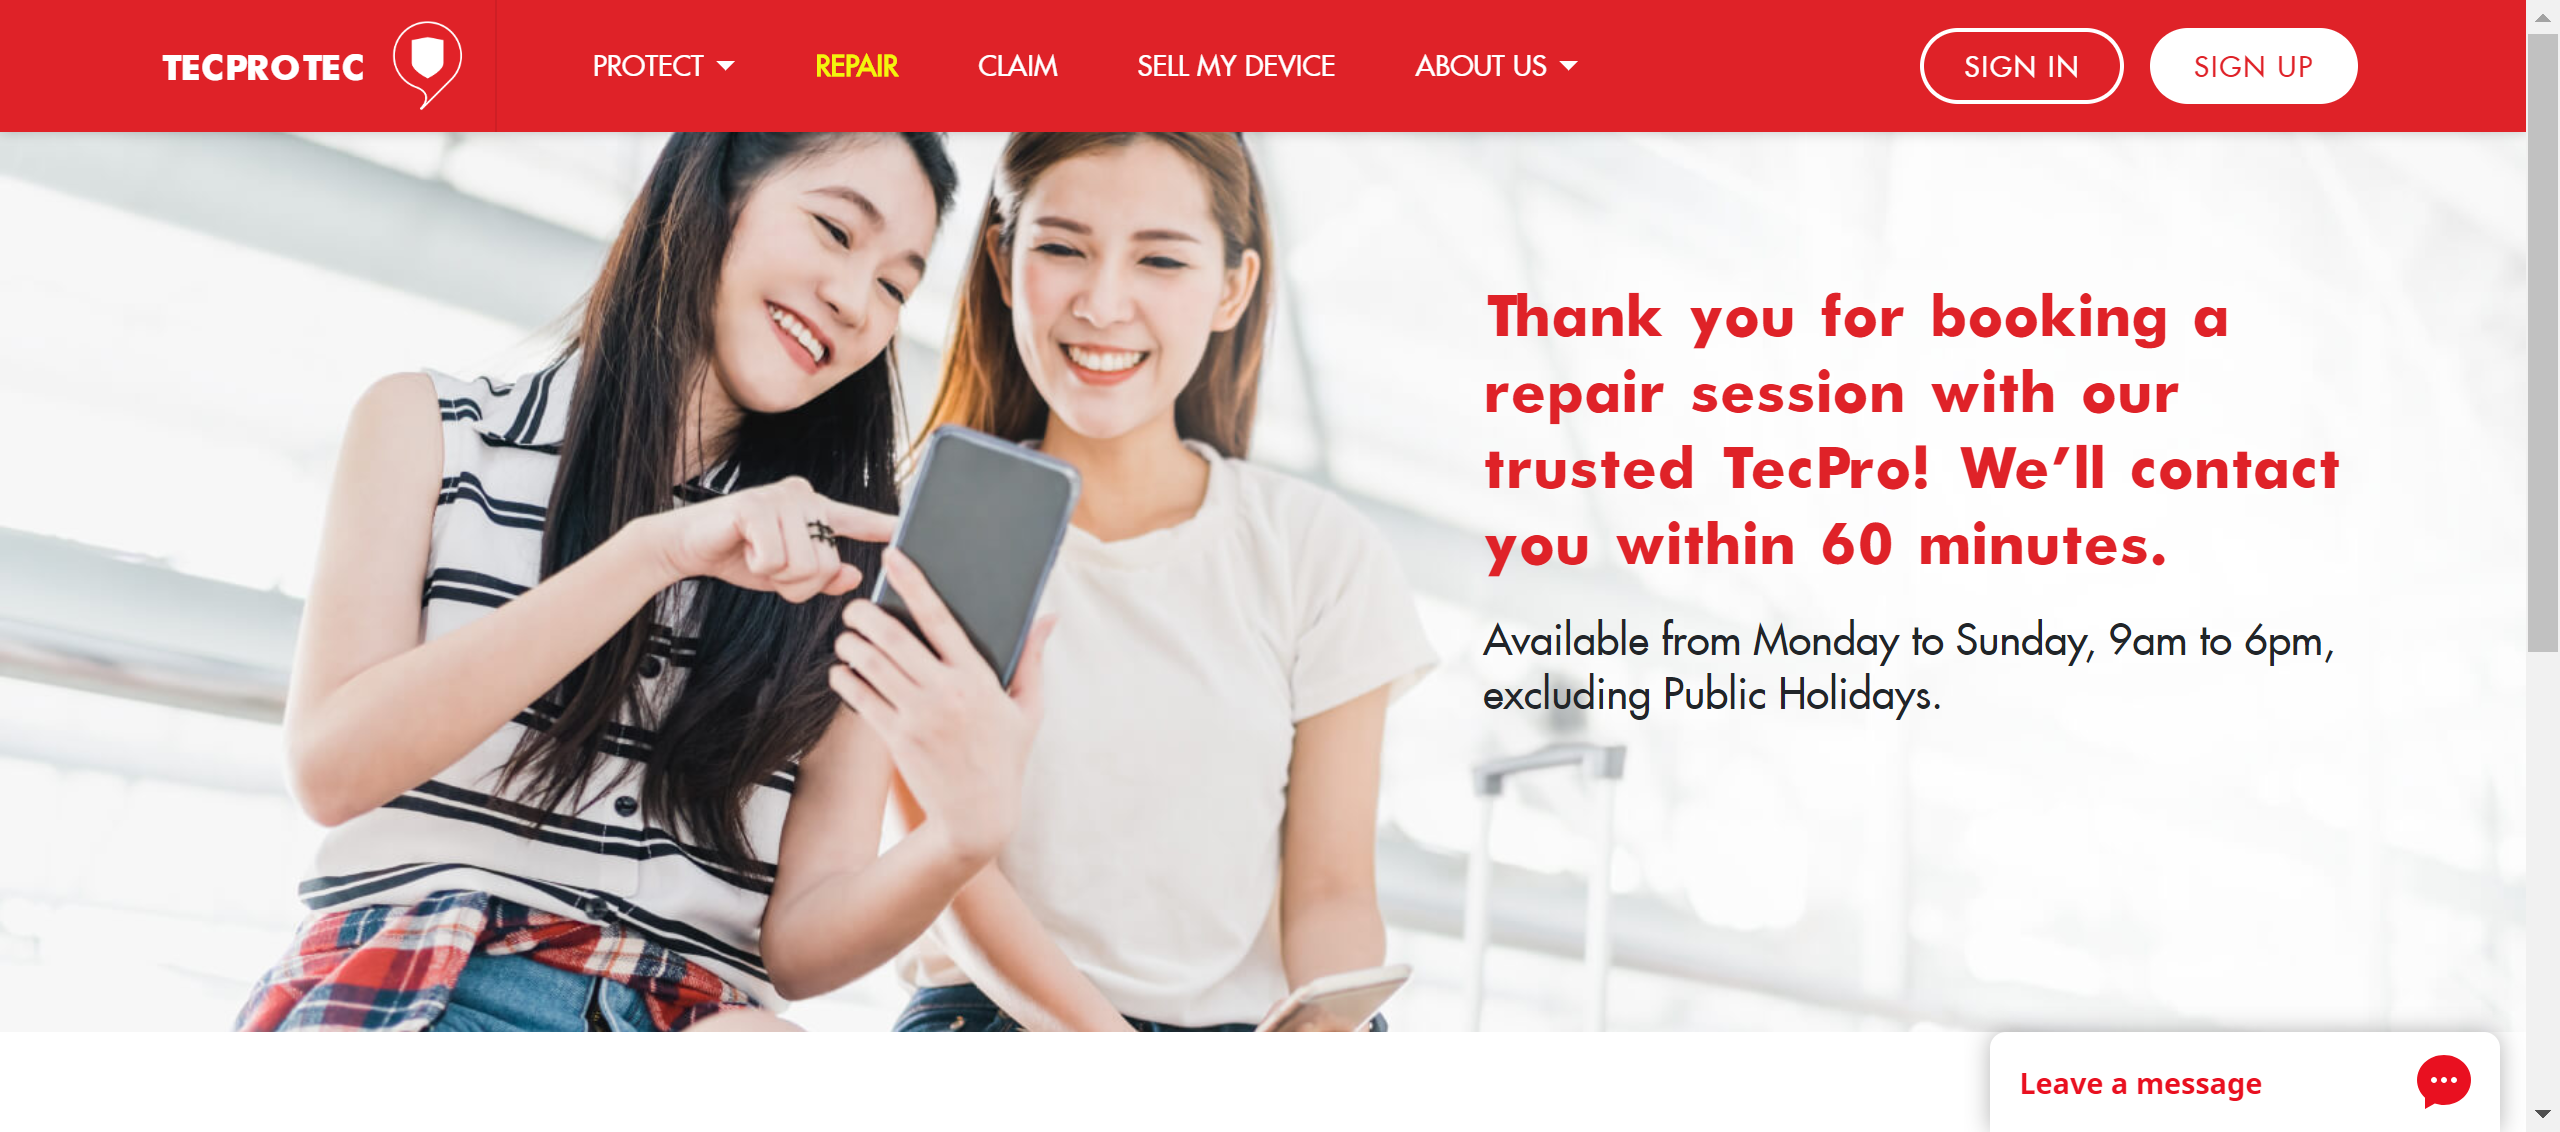 TECPROTEC
PROTECT
REPAIR
CLAIM
SELL MY DEVICE
ABOUT US
SIGN IN
SIGN UP
Thank you for booking a
repair session with our
trusted TecPro! We’ll contact
you within 60 minutes.
Available from Monday to Sunday, 9am to 6pm,
excluding Public Holidays.
Leave a message